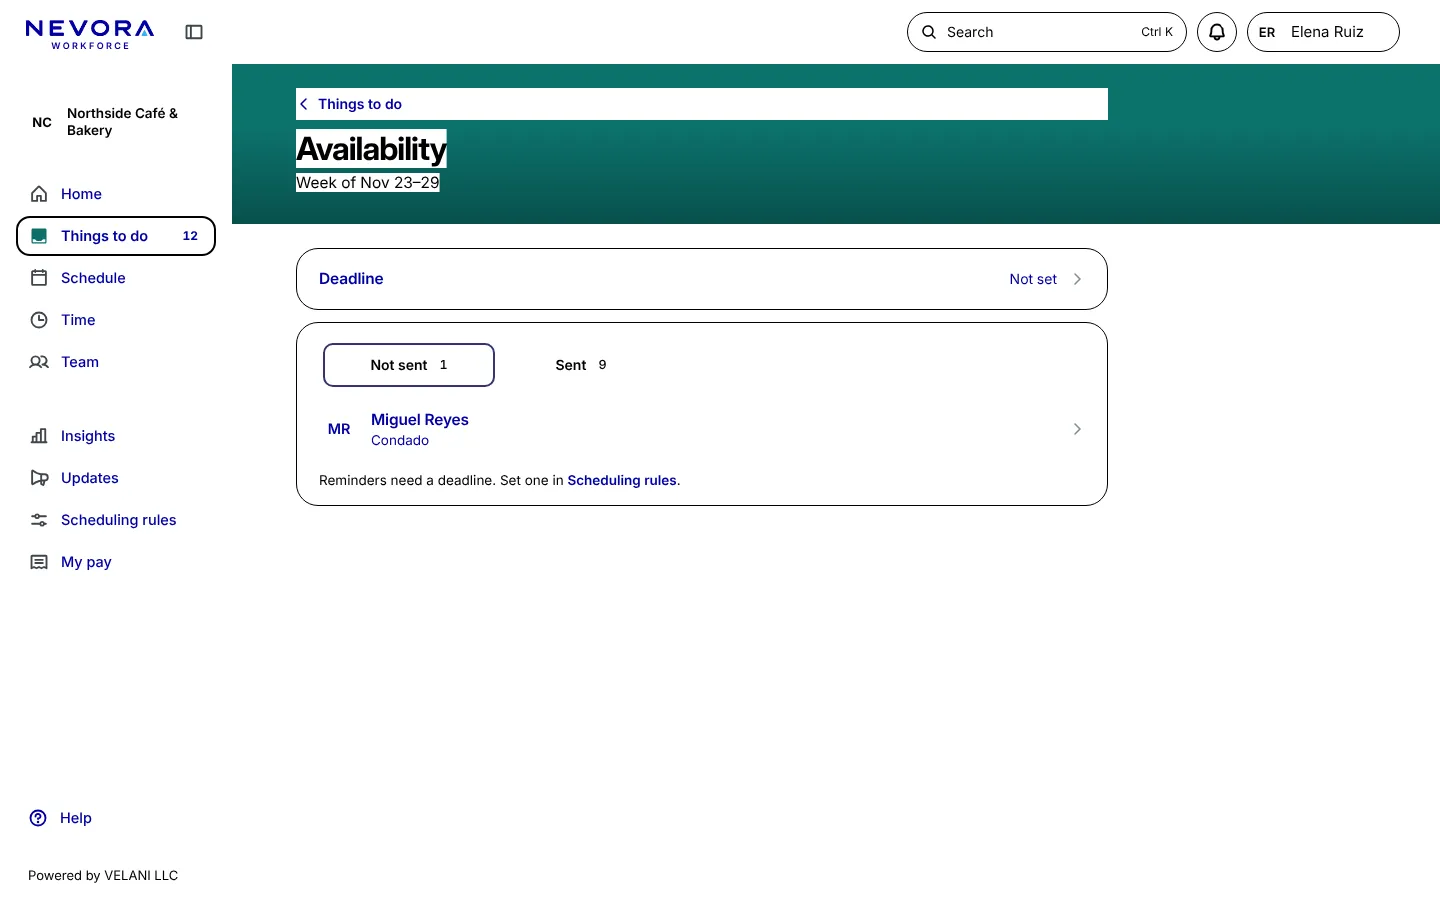 NEVORA
WORKFORCE
Search
Ctrl K
ER
Elena Ruiz
NC
Northside Café &
Bakery
Home
Things to do
12
Schedule
Time
Team
Insights
Updates
Scheduling rules
My pay
Help
Powered by VELANI LLC
Things to do
Availability
Week of Nov 23–29
Deadline
Not set
Not sent 1
Sent 9
MR
Miguel Reyes
Condado
Reminders need a deadline. Set one in Scheduling rules.